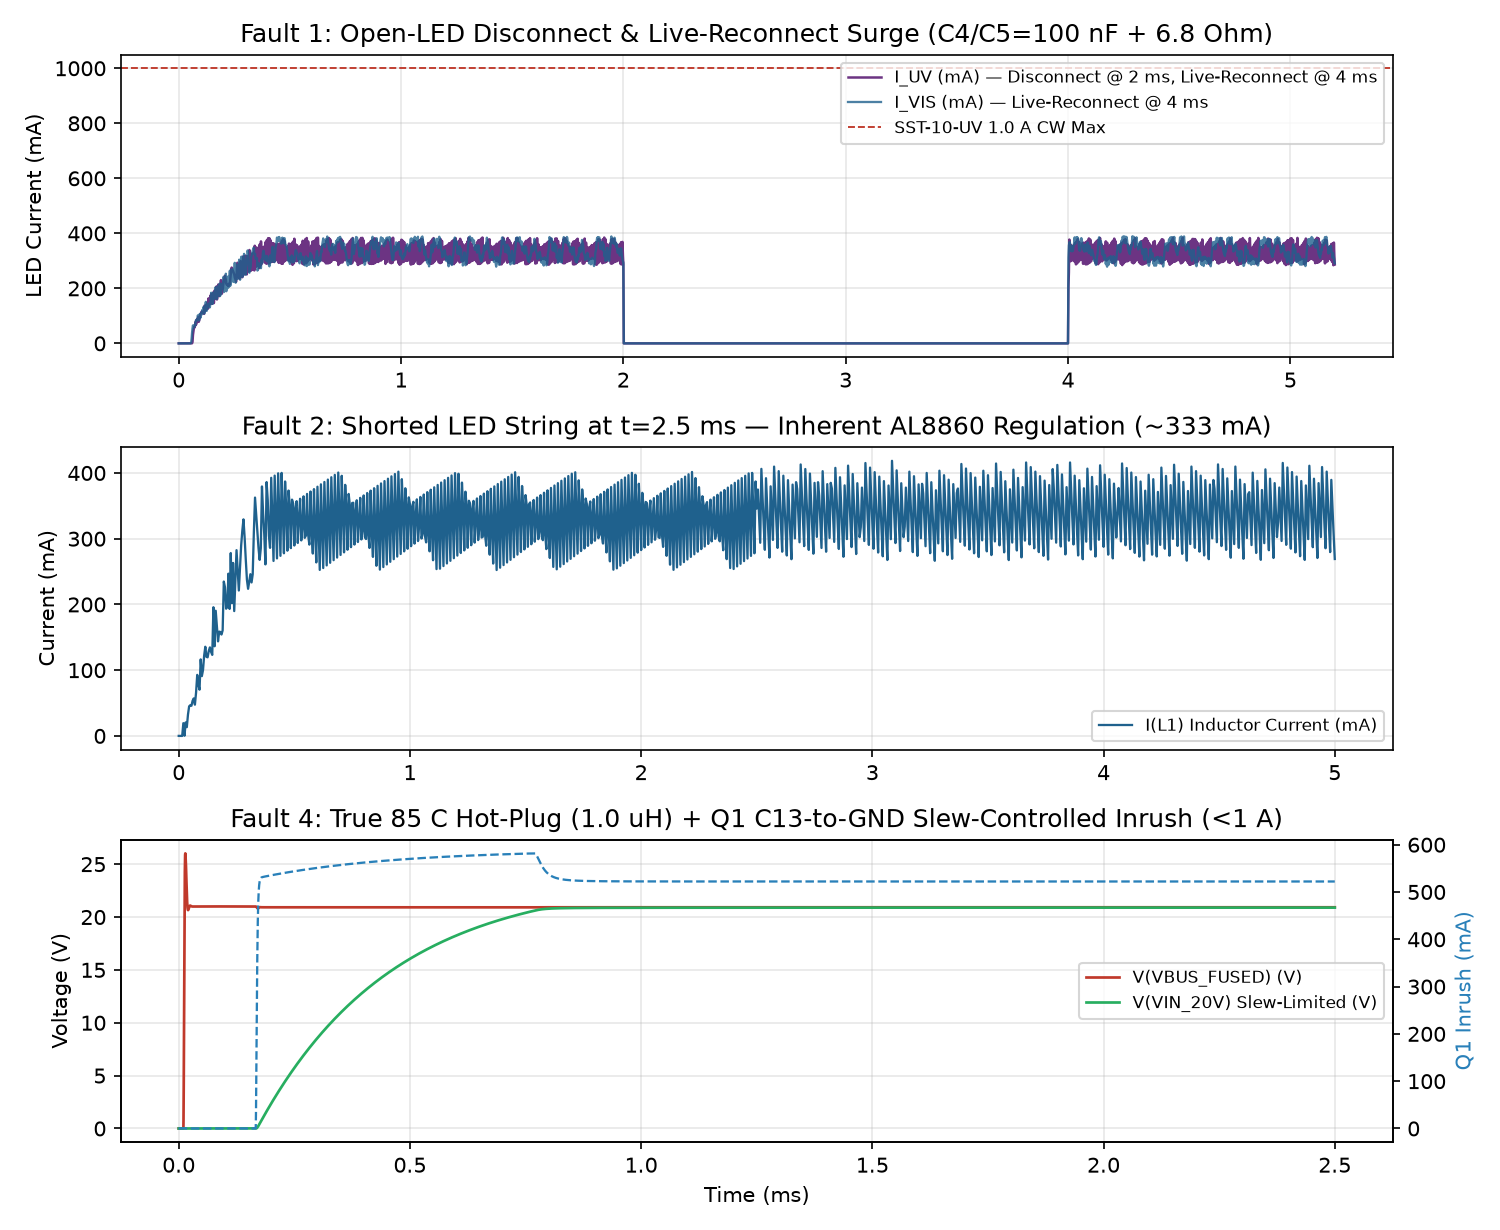 Fault 1: Open-LED Disconnect & Live-Reconnect Surge (C4/C5=100 nF + 6.8 Ohm)
LED Current (mA)
1000
800
600
400
200
0
I_UV (mA) — Disconnect @ 2 ms, Live-Reconnect @ 4 ms
I_VIS (mA) — Live-Reconnect @ 4 ms
SST-10-UV 1.0 A CW Max
0 1 2 3 4 5
Fault 2: Shorted LED String at t=2.5 ms — Inherent AL8860 Regulation (~333 mA)
Current (mA)
400
300
200
100
0
I(L1) Inductor Current (mA)
0 1 2 3 4 5
Fault 4: True 85 C Hot-Plug (1.0 uH) + Q1 C13-to-GND Slew-Controlled Inrush (<1 A)
Voltage (V)
25
20
15
10
5
0
V(VBUS_FUSED) (V)
V(VIN_20V) Slew-Limited (V)
600
500
400
300
200
100
0
Q1 Inrush (mA)
0.0 0.5 1.0 1.5 2.0 2.5
Time (ms)